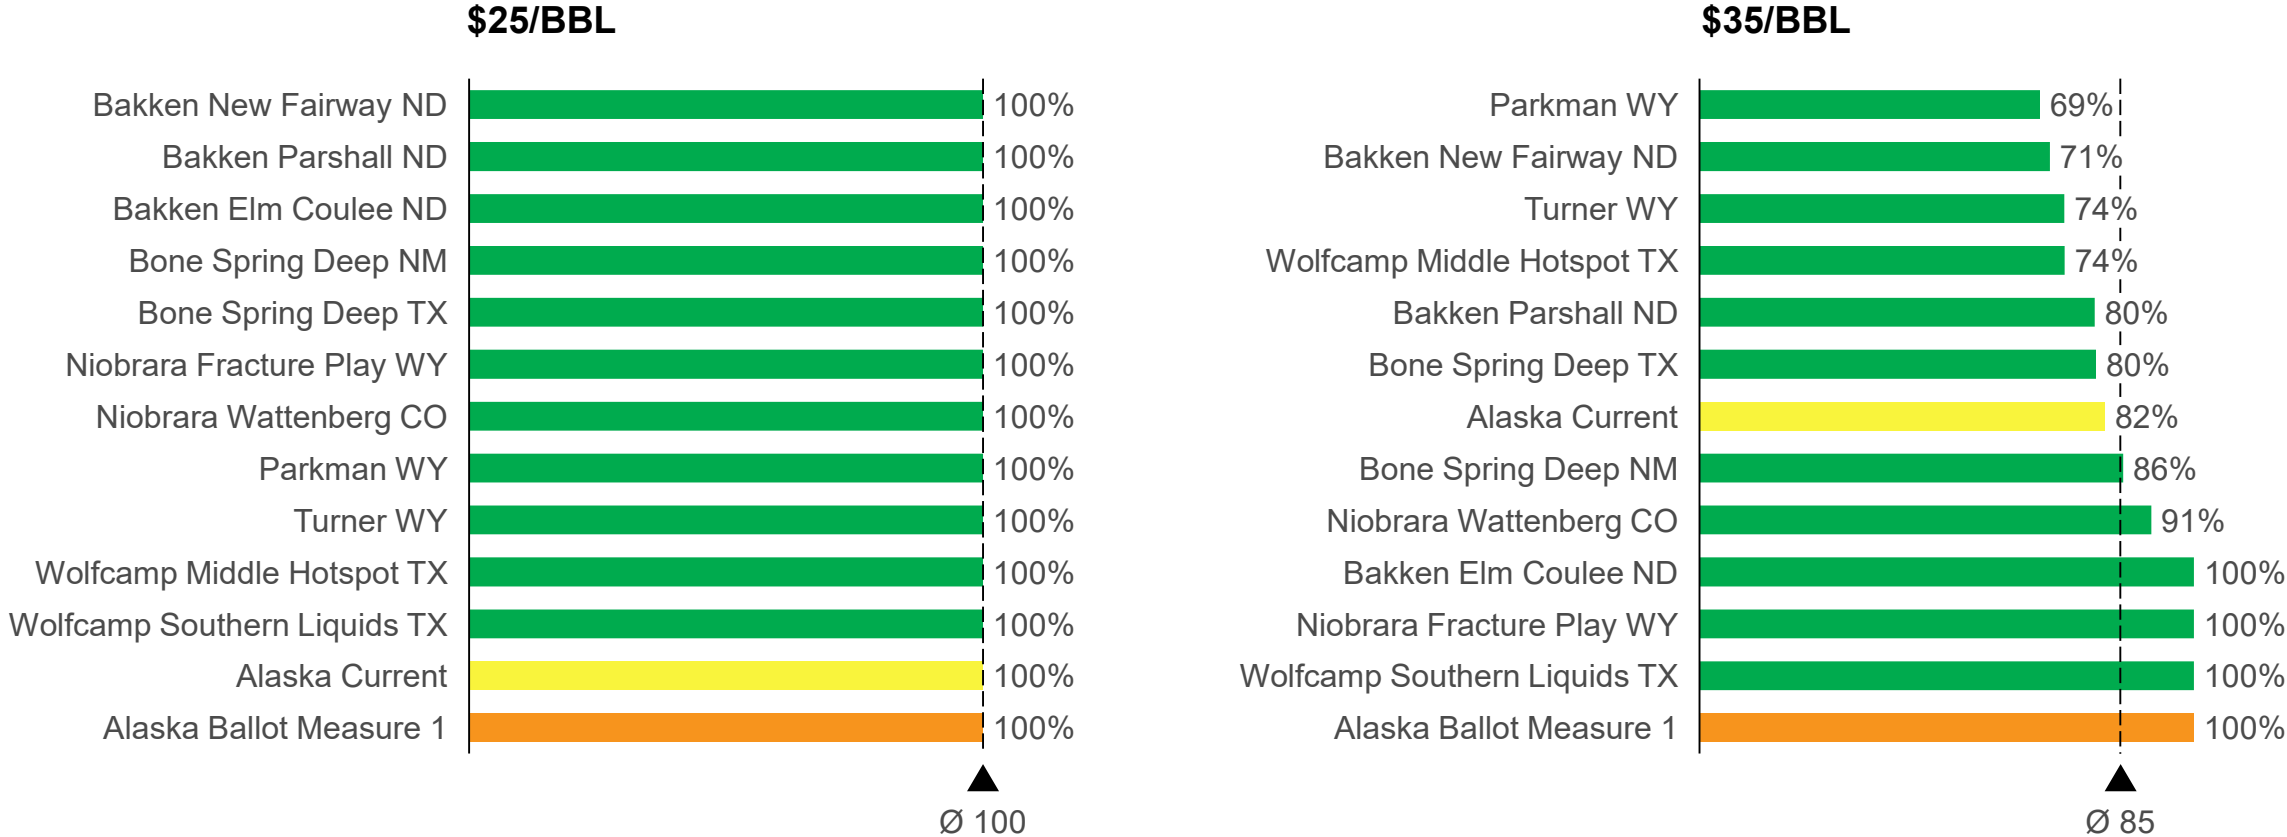 $25/BBL
Bakken New Fairway ND 100%
Bakken Parshall ND 100%
Bakken Elm Coulee ND 100%
Bone Spring Deep NM 100%
Bone Spring Deep TX 100%
Niobrara Fracture Play WY 100%
Niobrara Wattenberg CO 100%
Parkman WY 100%
Turner WY 100%
Wolfcamp Middle Hotspot TX 100%
Wolfcamp Southern Liquids TX 100%
Alaska Current 100%
Alaska Ballot Measure 1 100%
Ø 100
$35/BBL
Parkman WY 69%
Bakken New Fairway ND 71%
Turner WY 74%
Wolfcamp Middle Hotspot TX 74%
Bakken Parshall ND 80%
Bone Spring Deep TX 80%
Alaska Current 82%
Bone Spring Deep NM 86%
Niobrara Wattenberg CO 91%
Bakken Elm Coulee ND 100%
Niobrara Fracture Play WY 100%
Wolfcamp Southern Liquids TX 100%
Alaska Ballot Measure 1 100%
Ø 85